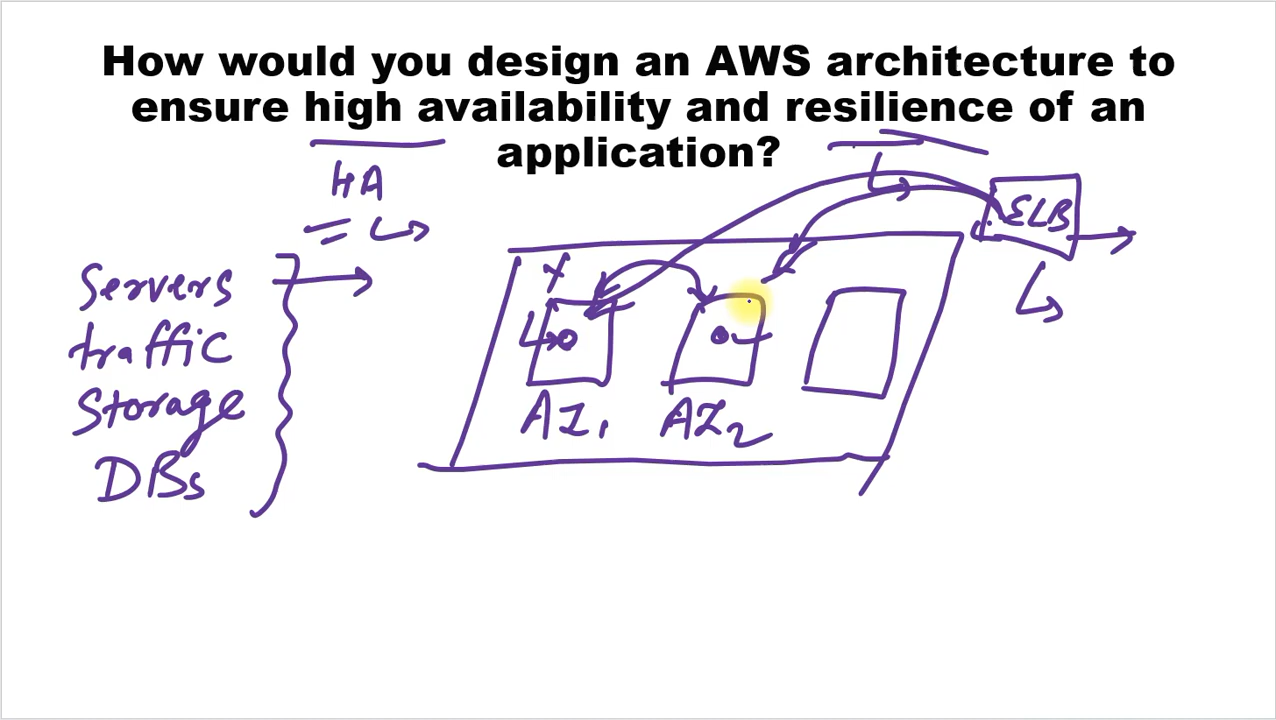 How would you design an AWS architecture to
ensure high availability and resilience of an
application?
HA
ELB
Servers
traffic
Storage
DBs
AZ1 AZ2